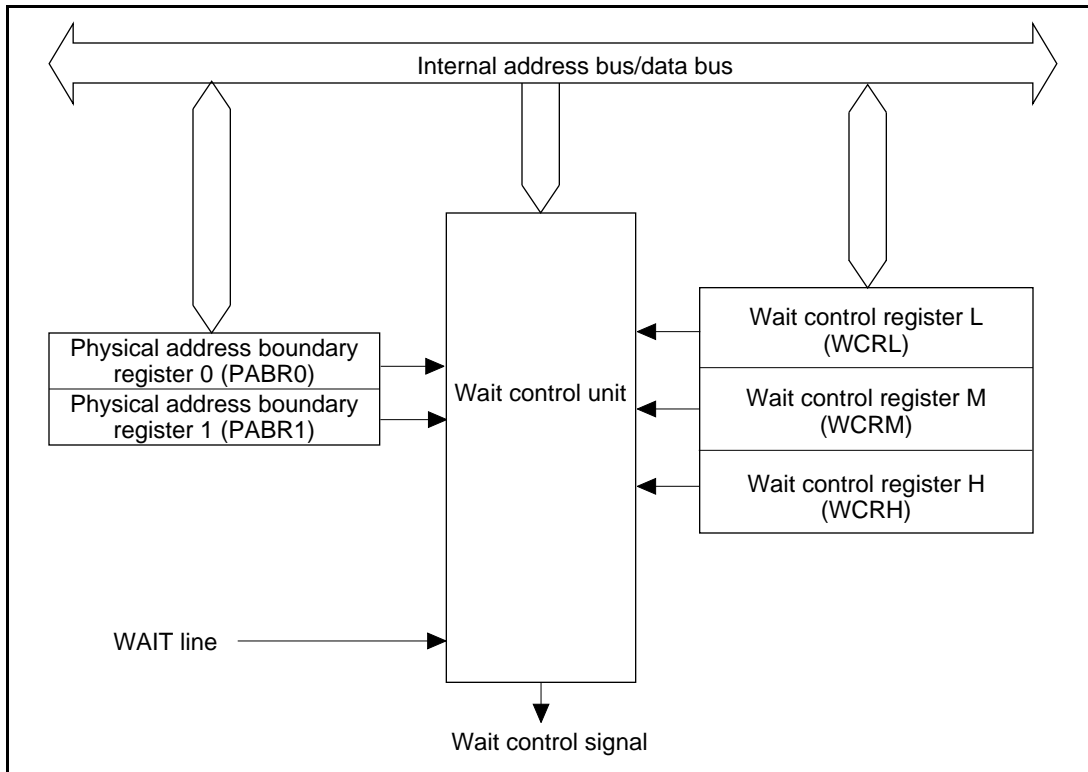 Internal address bus/data bus
Physical address boundary
register 0 (PABR0)
Physical address boundary
register 1 (PABR1)
Wait control unit
Wait control register L
(WCRL)
Wait control register M
(WCRM)
Wait control register H
(WCRH)
WAIT line
Wait control signal